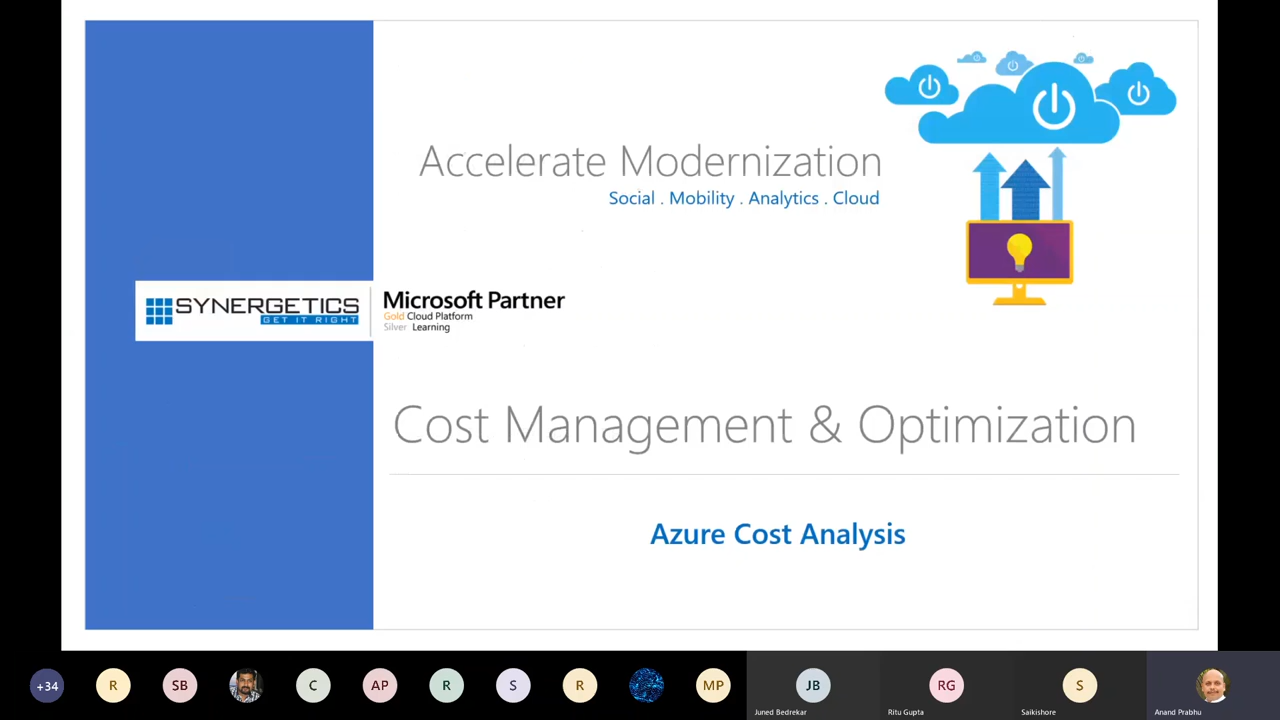 Accelerate Modernization
Social . Mobility . Analytics . Cloud
SYNERGETICS
GET IT RIGHT
Microsoft Partner
Gold Cloud Platform
Silver Learning
Cost Management & Optimization
Azure Cost Analysis
+34
R
SB
C
AP
R
S
R
MP
JB
Juned Bedrekar
RG
Ritu Gupta
S
Saikishore
Anand Prabhu